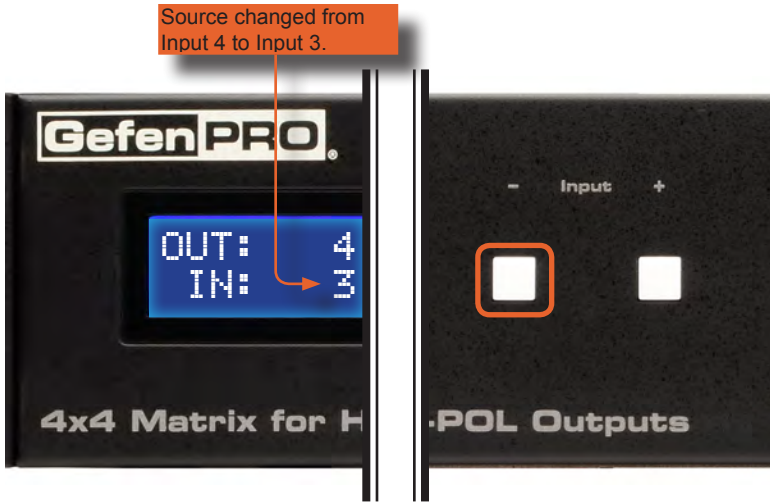 Source changed from
Input 4 to Input 3.
GefenPRO®
- Input +
OUT: 4
IN: 3
4x4 Matrix for H -POL Outputs